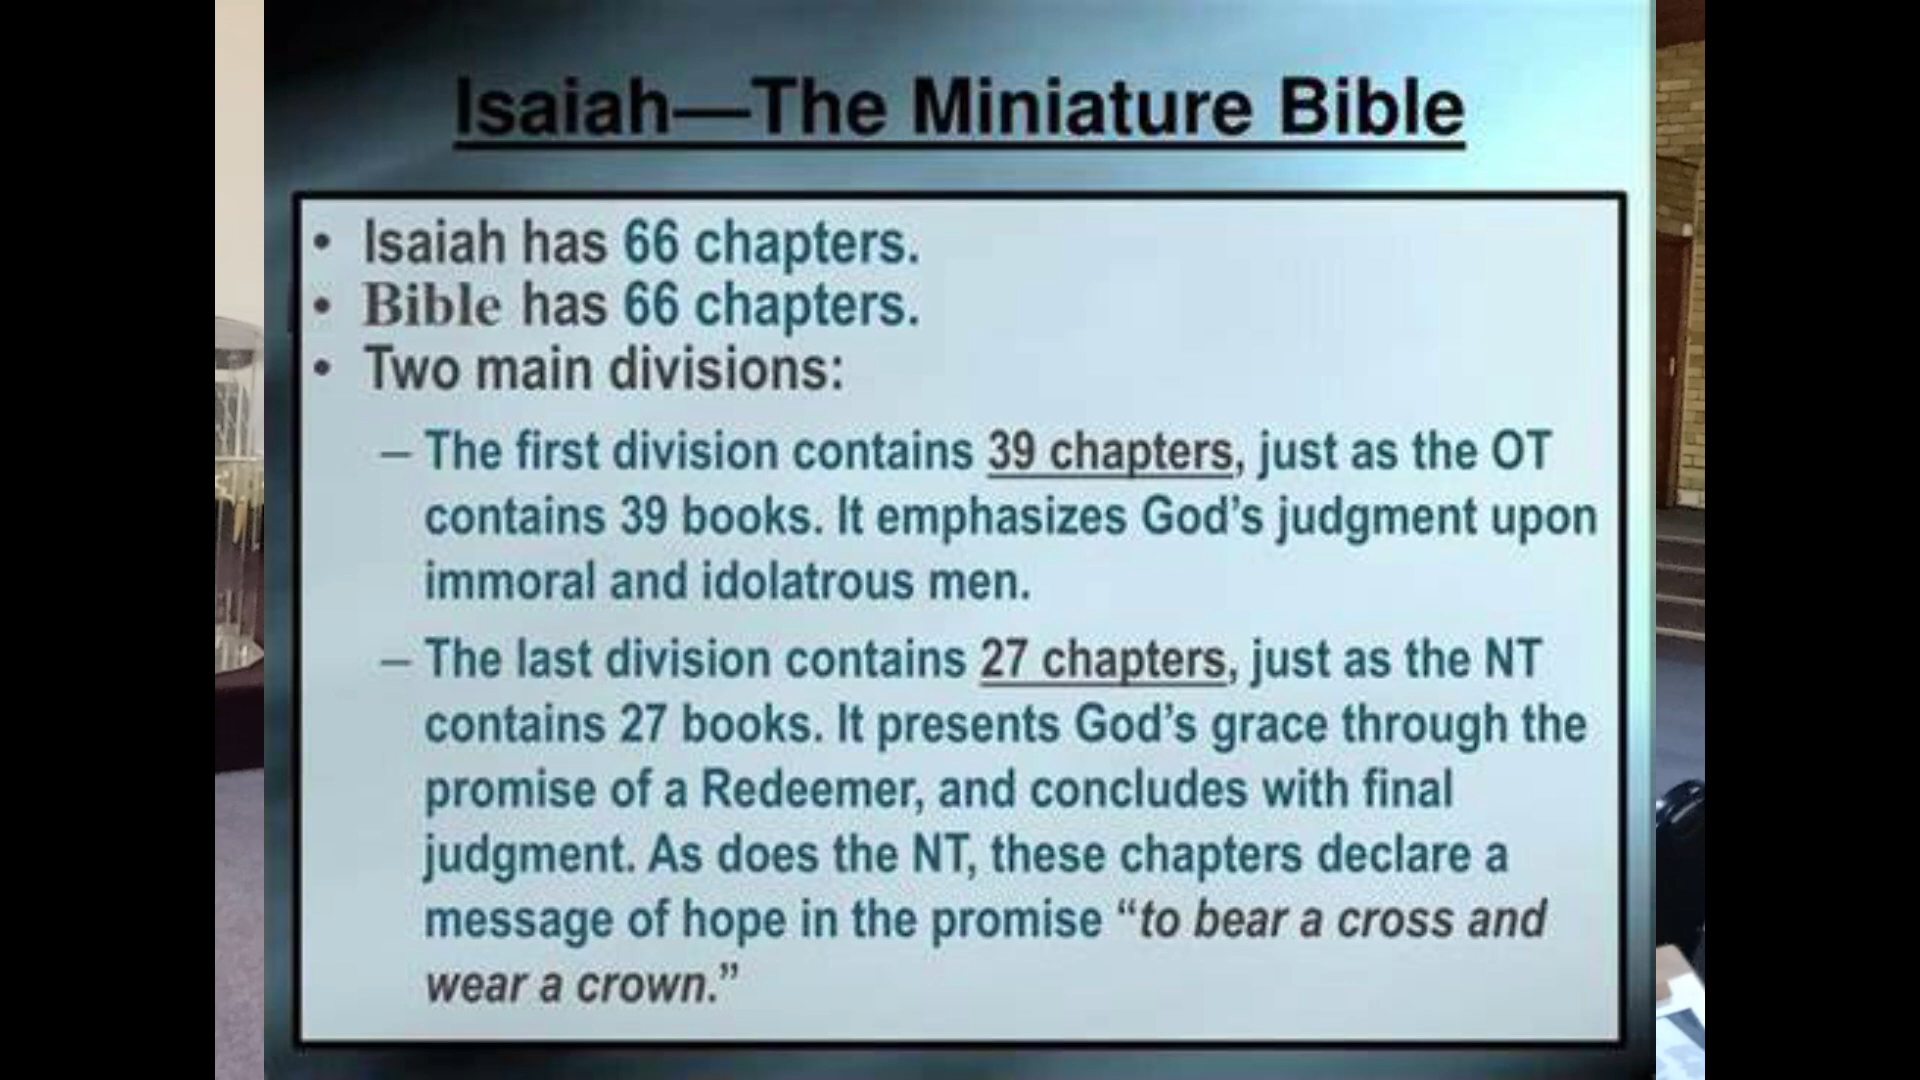 Isaiah—The Miniature Bible
• Isaiah has 66 chapters.
• Bible has 66 chapters.
• Two main divisions:
– The first division contains 39 chapters, just as the OT
contains 39 books. It emphasizes God’s judgment upon
immoral and idolatrous men.
– The last division contains 27 chapters, just as the NT
contains 27 books. It presents God’s grace through the
promise of a Redeemer, and concludes with final
judgment. As does the NT, these chapters declare a
message of hope in the promise “to bear a cross and
wear a crown.”